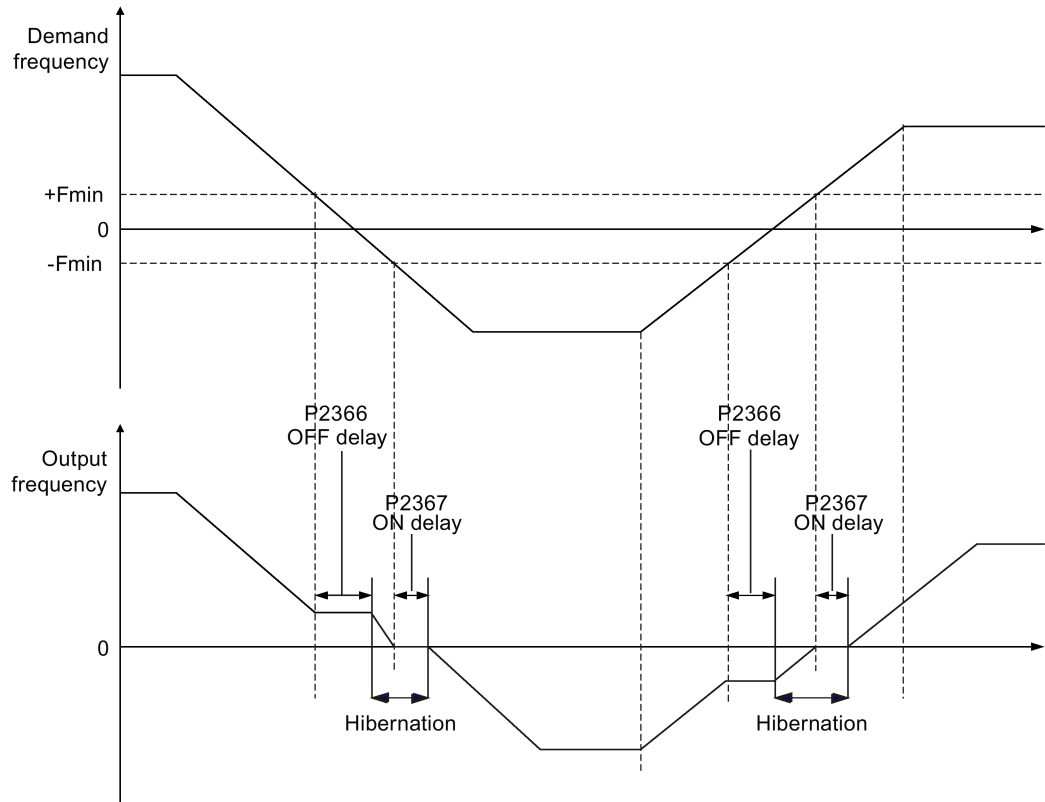 Demand
frequency
+Fmin
0
-Fmin
P2366
OFF delay
P2366
OFF delay
Output
frequency
P2367
ON delay
P2367
ON delay
0
Hibernation
Hibernation